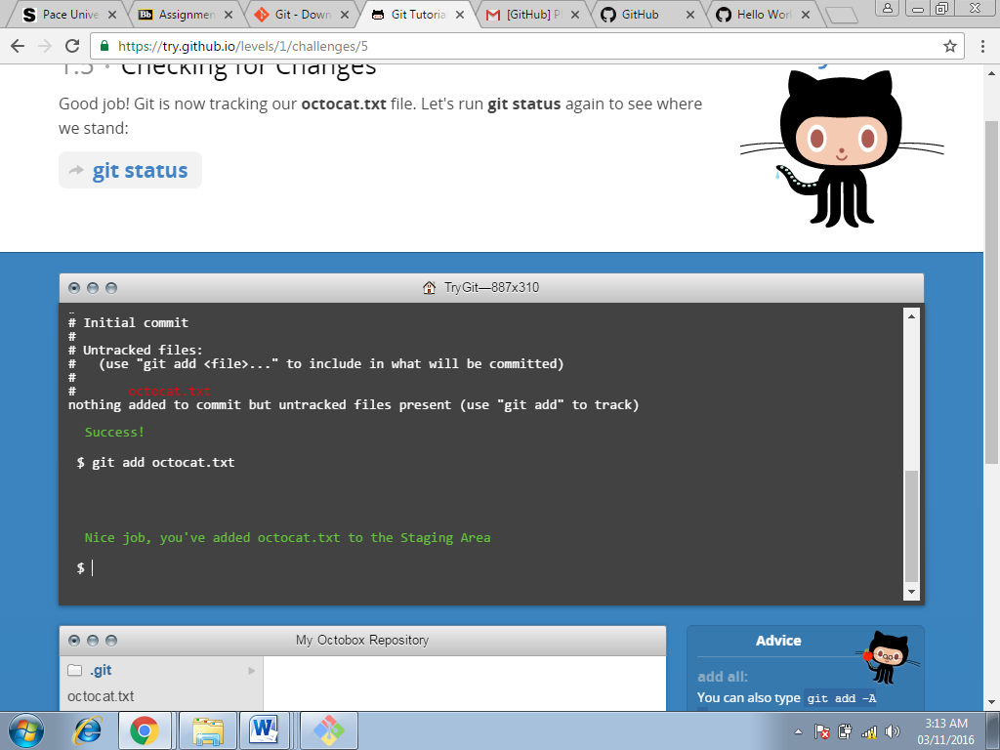 Pace Unive
Bb Assignmen
Git - Down
Git Tutoria
[GitHub] Pl
GitHub
Hello Worl
https://try.github.io/levels/1/challenges/5
1.5 · Checking for Changes
Good job! Git is now tracking our octocat.txt file. Let's run git status again to see where
we stand:
git status
TryGit—887x310
# Initial commit
#
# Untracked files:
#   (use "git add <file>..." to include in what will be committed)
#
#       octocat.txt
nothing added to commit but untracked files present (use "git add" to track)
Success!
$ git add octocat.txt
Nice job, you've added octocat.txt to the Staging Area
$
My Octobox Repository
.git
octocat.txt
Advice
add all:
You can also type git add -A
3:13 AM
03/11/2016